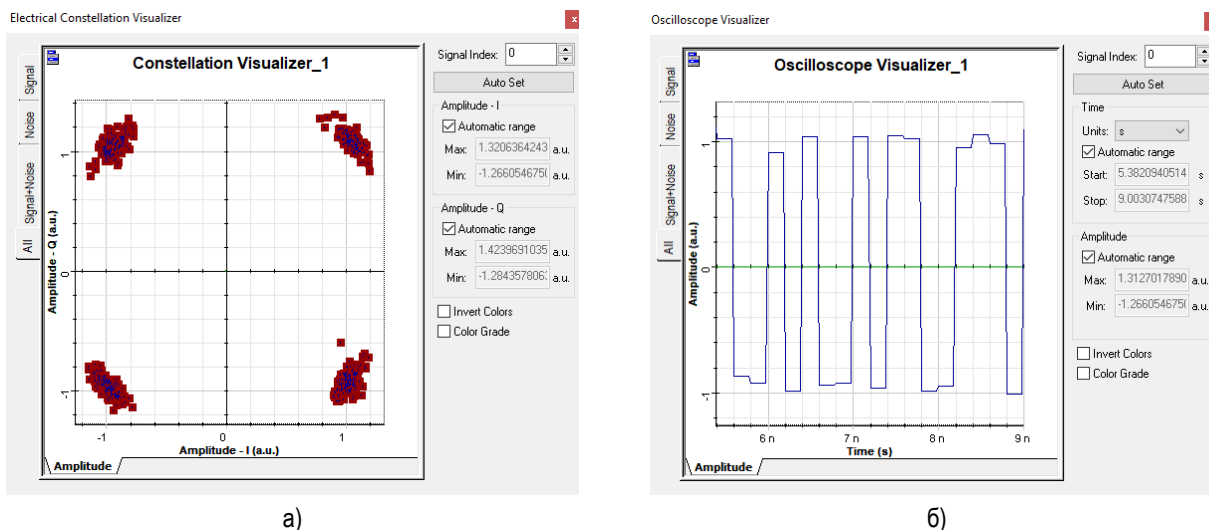 Electrical Constellation Visualizer
x
Signal Index: 0
Auto Set
Amplitude - I
Automatic range
Max: 1.3206364243 a.u.
Min: -1.266054675( a.u.
Amplitude - Q
Automatic range
Max: 1.4239691035 a.u.
Min: -1.284357806: a.u.
Invert Colors
Color Grade
Signal
Noise
Signal+Noise
All
Constellation Visualizer_1
Amplitude - Q (a.u.)
1
0
-1
-1 0 1
Amplitude - I (a.u.)
Amplitude
а)
Oscilloscope Visualizer
Signal Index: 0
Auto Set
Time
Units: s
Automatic range
Start: 5.3820940514 s
Stop: 9.0030747588 s
Amplitude
Automatic range
Max: 1.3127017890 a.u.
Min: -1.266054675( a.u.
Invert Colors
Color Grade
Signal
Noise
Signal+Noise
All
Oscilloscope Visualizer_1
Amplitude (a.u.)
1
0
-1
6 n 7 n 8 n 9 n
Time (s)
Amplitude
б)